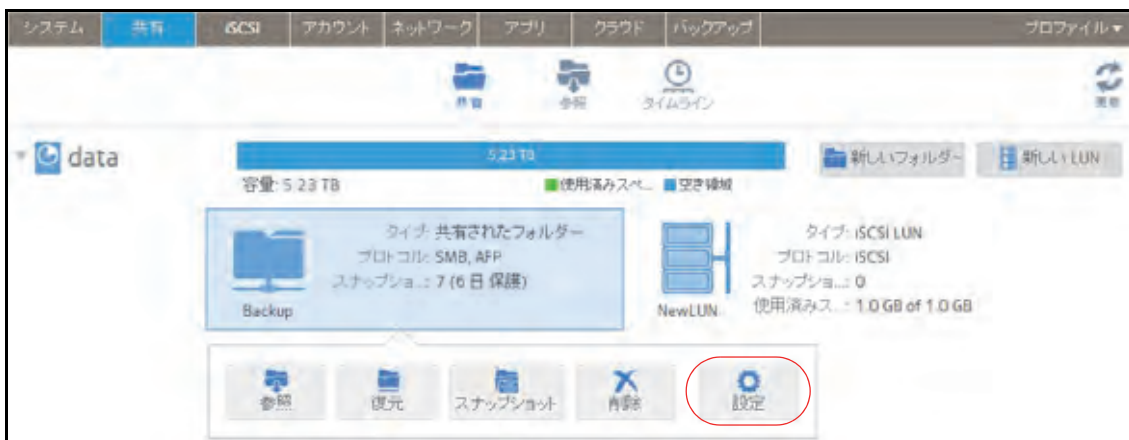 システム 共有 iSCSI アカウント ネットワーク アプリ クラウド バックアップ プロファイル▼
共有 参照 タイムライン 更新
data
5.23 TB
新しいフォルダー 新しい LUN
容量: 5.23 TB 使用済みスペ... 空き領域
タイプ: 共有されたフォルダー
プロトコル: SMB, AFP
スナップショ...: 7 (6 日 保護)
Backup
タイプ: iSCSI LUN
プロトコル: iSCSI
スナップショ...: 0
使用済みス...: 1.0 GB of 1.0 GB
NewLUN
参照 復元 スナップショット 削除 設定